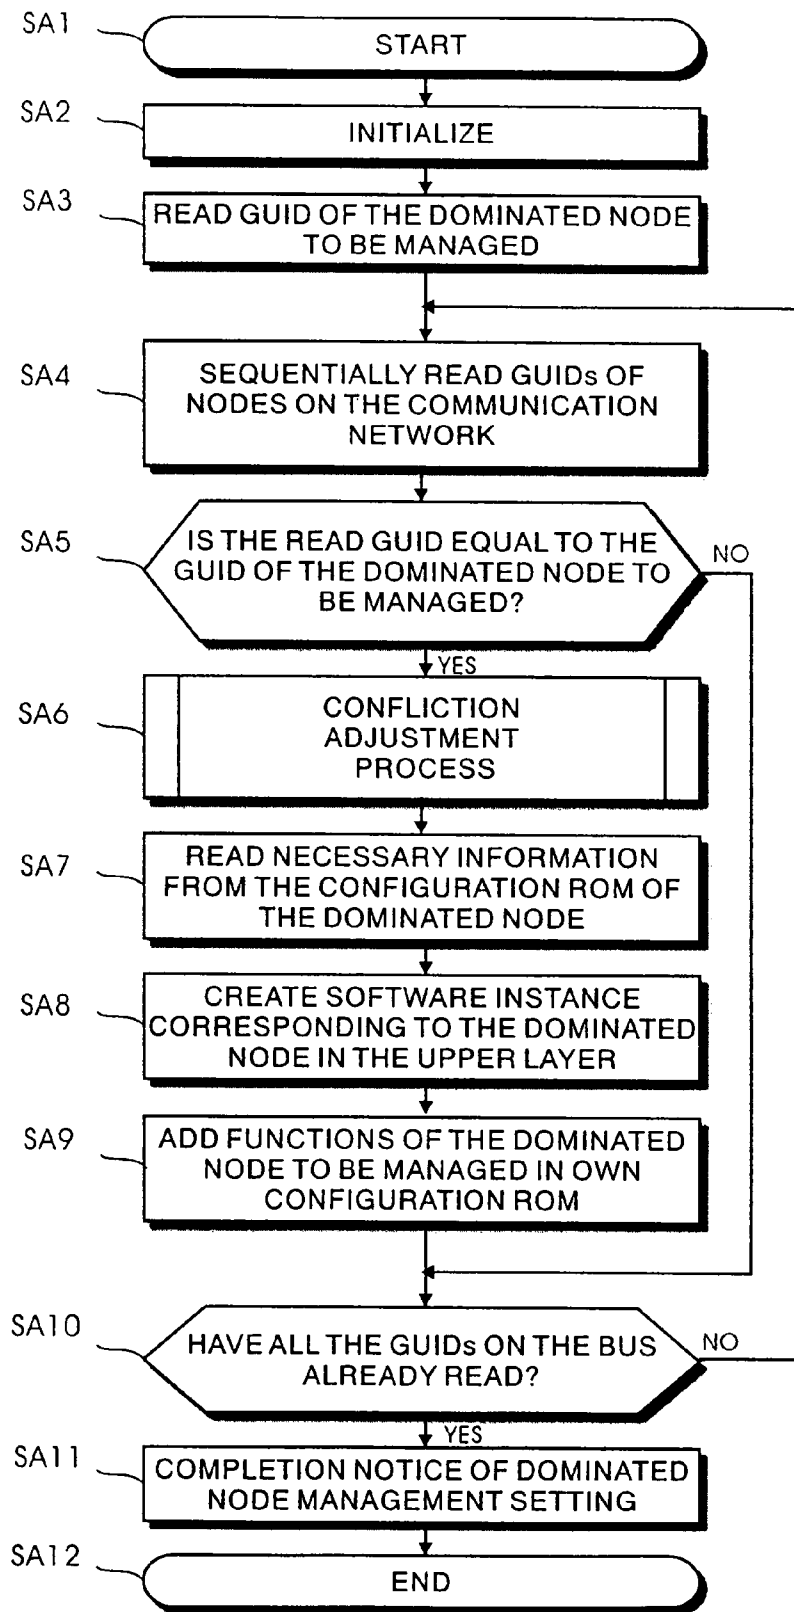 SA1
START
SA2
INITIALIZE
SA3
READ GUID OF THE DOMINATED NODE
TO BE MANAGED
SA4
SEQUENTIALLY READ GUIDs OF
NODES ON THE COMMUNICATION
NETWORK
SA5
IS THE READ GUID EQUAL TO THE
GUID OF THE DOMINATED NODE TO
BE MANAGED?
NO
YES
SA6
CONFLICTION
ADJUSTMENT
PROCESS
SA7
READ NECESSARY INFORMATION
FROM THE CONFIGURATION ROM OF
THE DOMINATED NODE
SA8
CREATE SOFTWARE INSTANCE
CORRESPONDING TO THE DOMINATED
NODE IN THE UPPER LAYER
SA9
ADD FUNCTIONS OF THE DOMINATED
NODE TO BE MANAGED IN OWN
CONFIGURATION ROM
SA10
HAVE ALL THE GUIDs ON THE BUS
ALREADY READ?
NO
YES
SA11
COMPLETION NOTICE OF DOMINATED
NODE MANAGEMENT SETTING
SA12
END